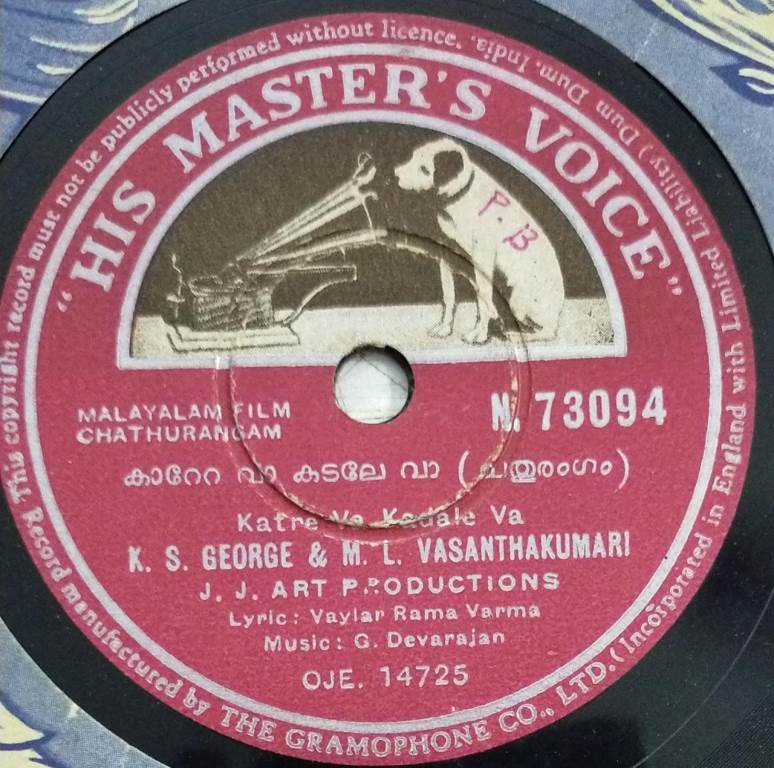 This copyright record must not be publicly performed without licence.
"HIS MASTER'S VOICE"
P. B
MALAYALAM FILM
CHATHURANGAM
N. 73094
കാറ്റേ വാ കടലേ വാ (ചതുരംഗം)
Katre Va Kadale Va
K. S. GEORGE & M. L. VASANTHAKUMARI
J. J. ART PRODUCTIONS
Lyric: Vaylar Rama Varma
Music: G. Devarajan
OJE. 14725
Record manufactured by THE GRAMOPHONE CO., LTD. (Incorporated in England with Limited Liability) Dum Dum, India.